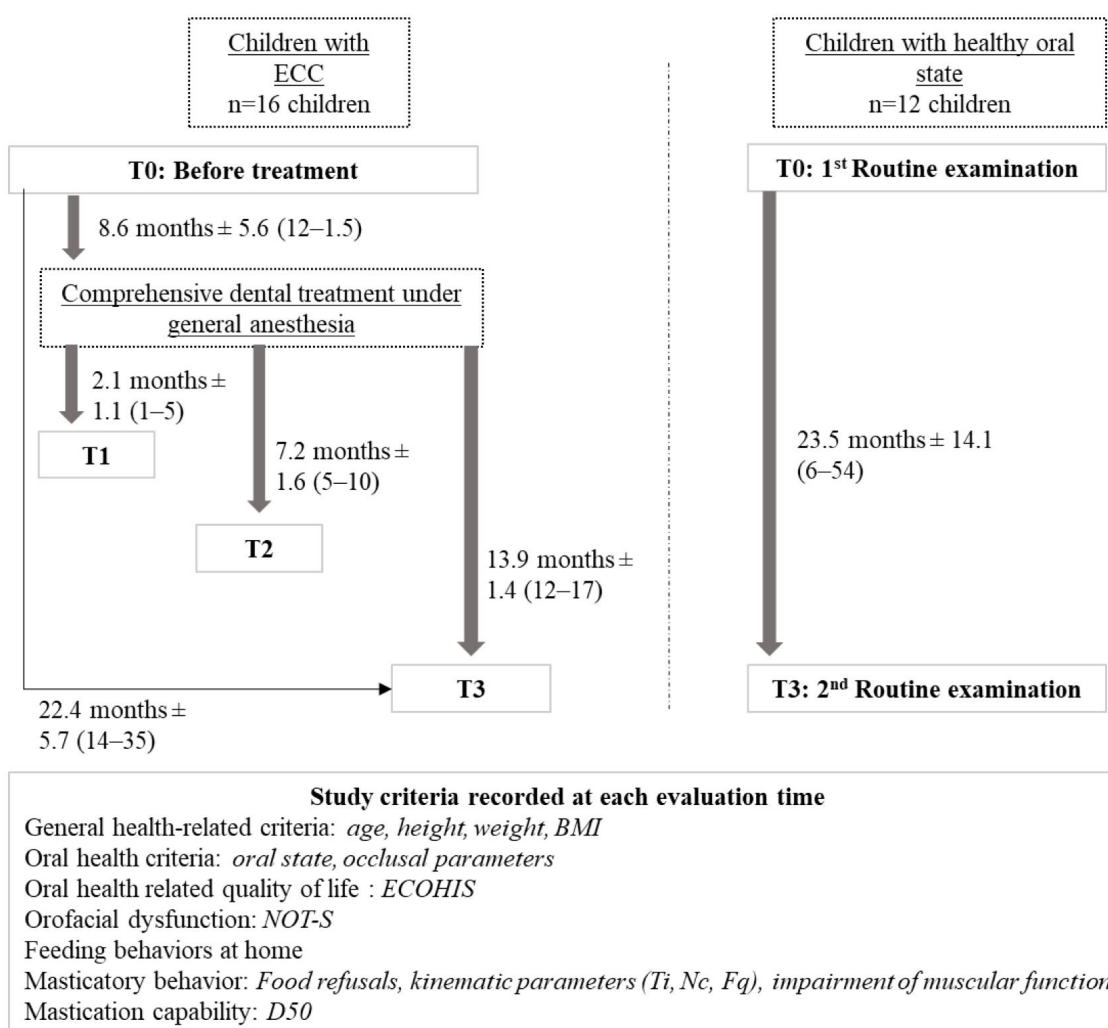 Children with
ECC
n=16 children
Children with healthy oral
state
n=12 children
T0: Before treatment
T0: 1st Routine examination
8.6 months ± 5.6 (12–1.5)
Comprehensive dental treatment under
general anesthesia
2.1 months ±
1.1 (1–5)
T1
7.2 months ±
1.6 (5–10)
T2
13.9 months ±
1.4 (12–17)
23.5 months ± 14.1
(6–54)
T3
T3: 2nd Routine examination
22.4 months ±
5.7 (14–35)
Study criteria recorded at each evaluation time
General health-related criteria: age, height, weight, BMI
Oral health criteria: oral state, occlusal parameters
Oral health related quality of life : ECOHIS
Orofacial dysfunction: NOT-S
Feeding behaviors at home
Masticatory behavior: Food refusals, kinematic parameters (Ti, Nc, Fq), impairment of muscular function
Mastication capability: D50